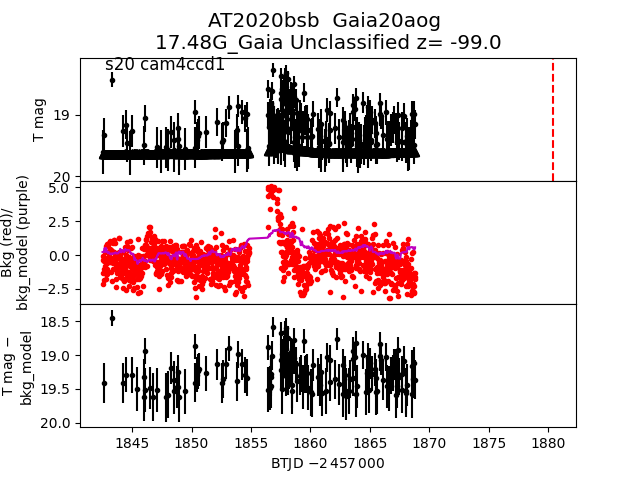 AT2020bsb  Gaia20aog
17.48G_Gaia Unclassified z= -99.0
s20 cam4ccd1
T mag
19
20
Bkg (red)/
bkg_model (purple)
5.0
2.5
0.0
−2.5
T mag −
bkg_model
18.5
19.0
19.5
20.0
1845 1850 1855 1860 1865 1870 1875 1880
BTJD −2 457 000